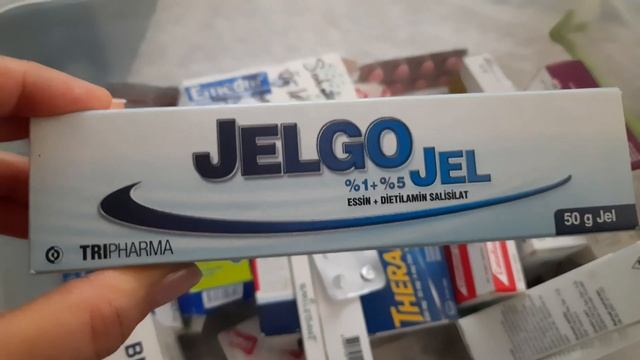 JELGO JEL
%1 + %5
ESSİN + DİETİLAMİN SALİSİLAT
50 g Jel
TRIPHARMA
THERA